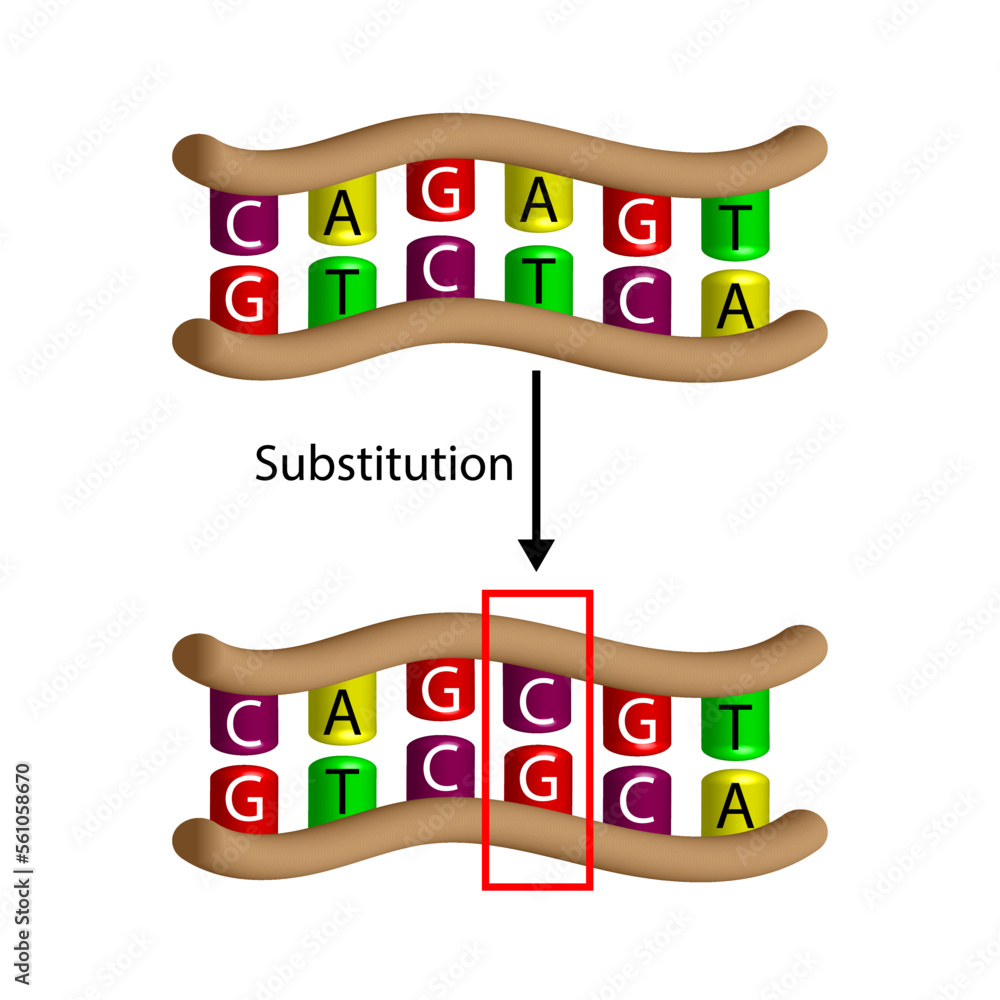 C A G A G T
G T C T C A
Substitution
C A G C G T
G T C G C A
Adobe Stock | #561058670